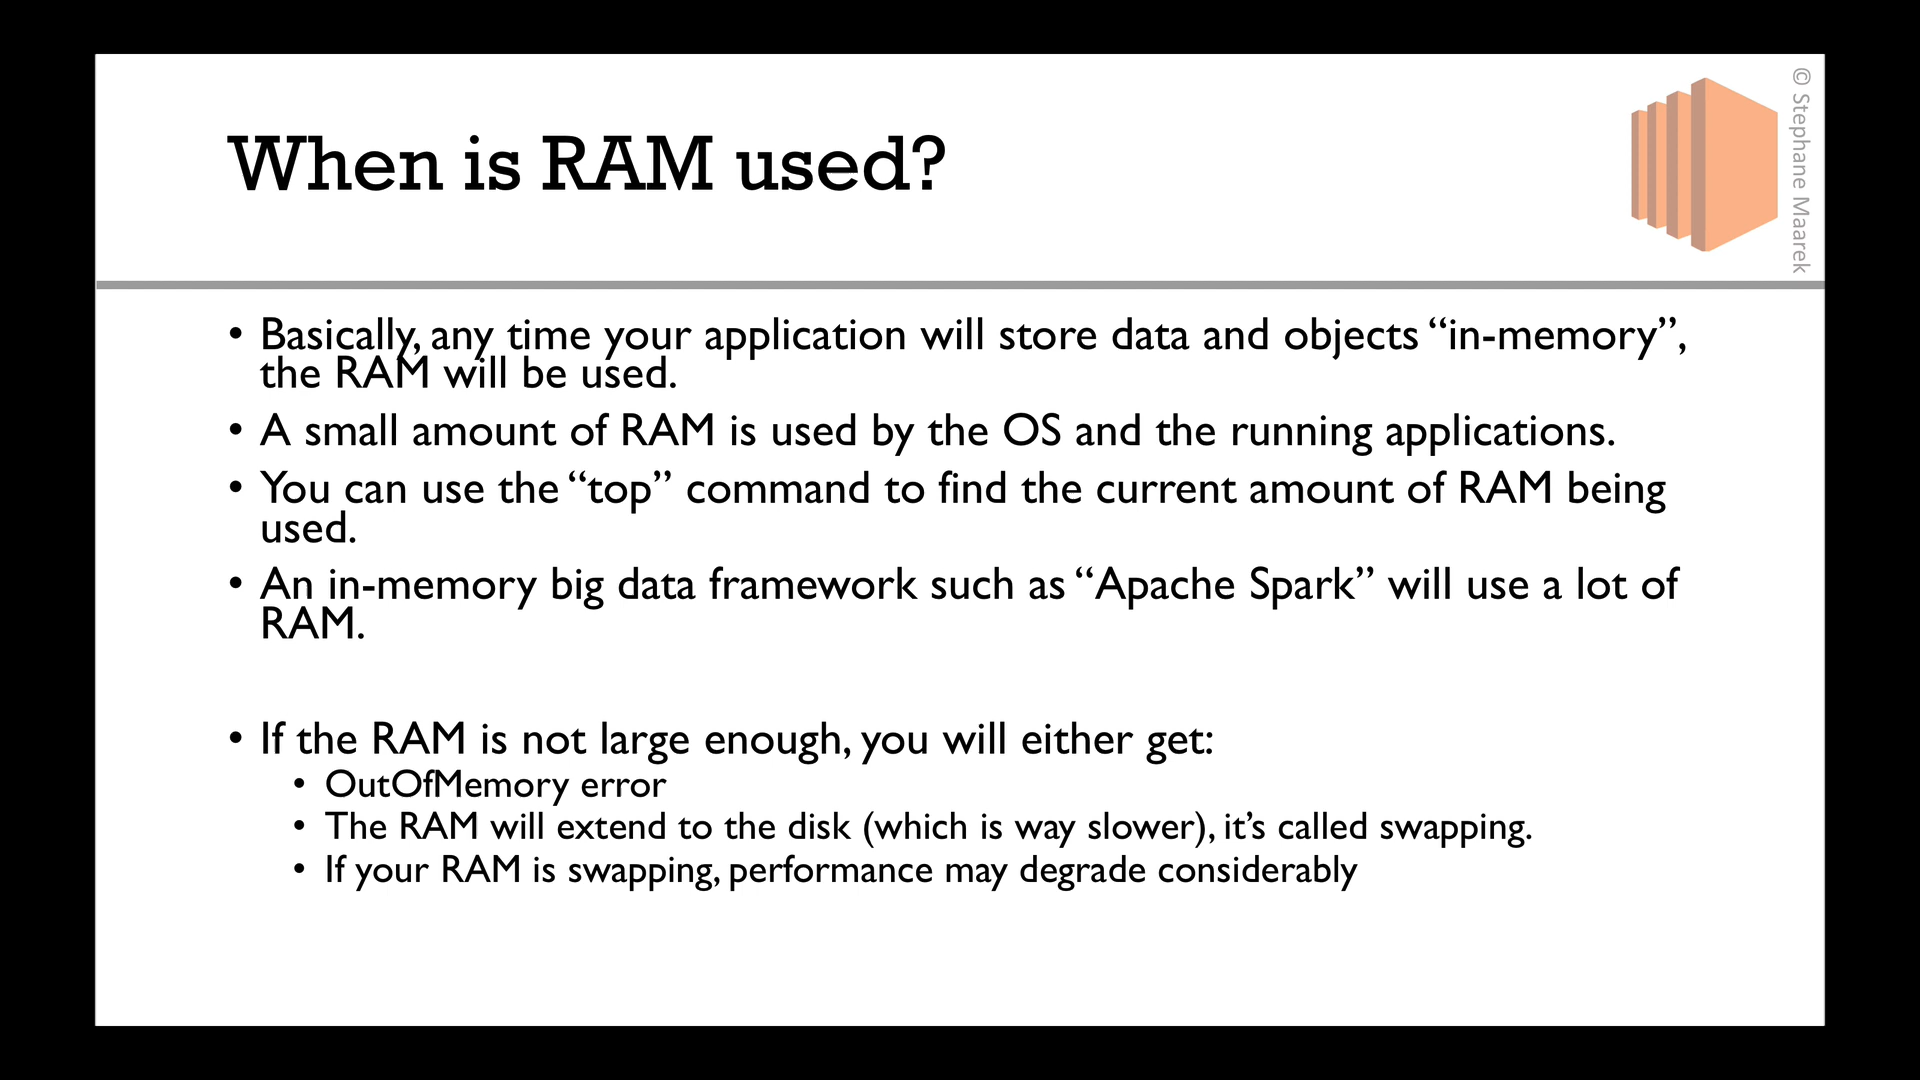 When is RAM used?
© Stephane Maarek
• Basically, any time your application will store data and objects “in-memory”,
the RAM will be used.
• A small amount of RAM is used by the OS and the running applications.
• You can use the “top” command to find the current amount of RAM being
used.
• An in-memory big data framework such as “Apache Spark” will use a lot of
RAM.
• If the RAM is not large enough, you will either get:
• OutOfMemory error
• The RAM will extend to the disk (which is way slower), it’s called swapping.
• If your RAM is swapping, performance may degrade considerably